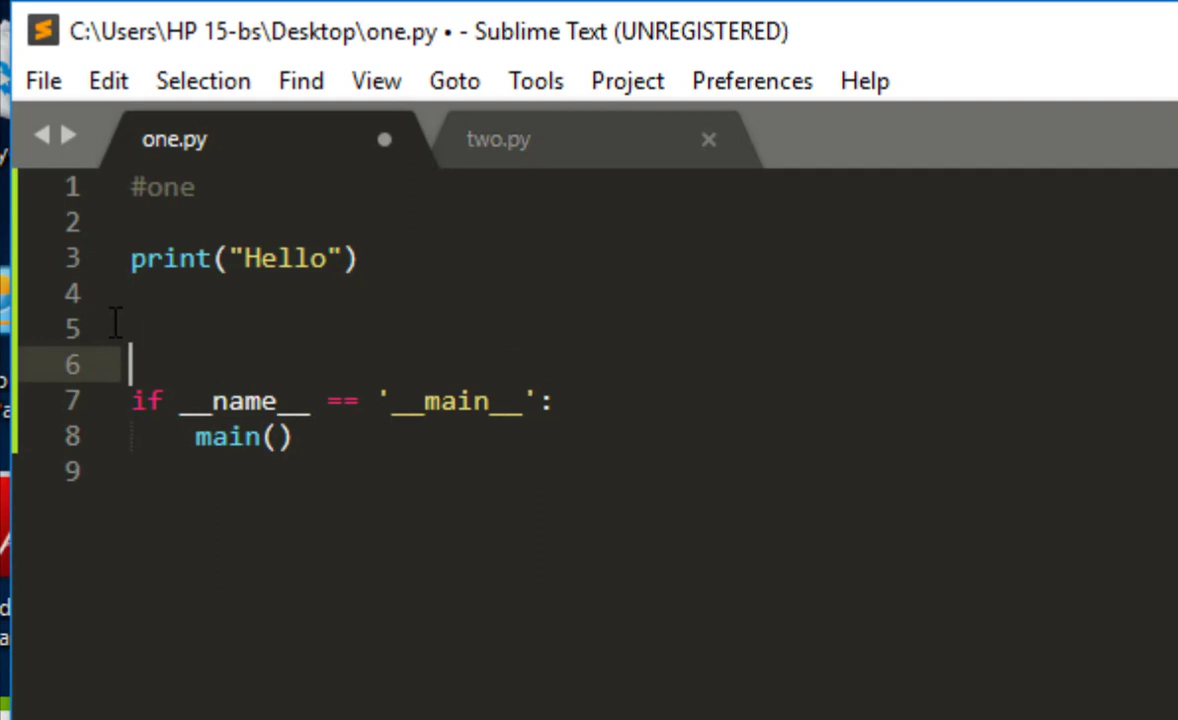 C:\Users\HP 15-bs\Desktop\one.py • - Sublime Text (UNREGISTERED)
File Edit Selection Find View Goto Tools Project Preferences Help
one.py two.py
1 #one
2
3 print("Hello")
4
5
6
7 if __name__ == '__main__':
8 main()
9